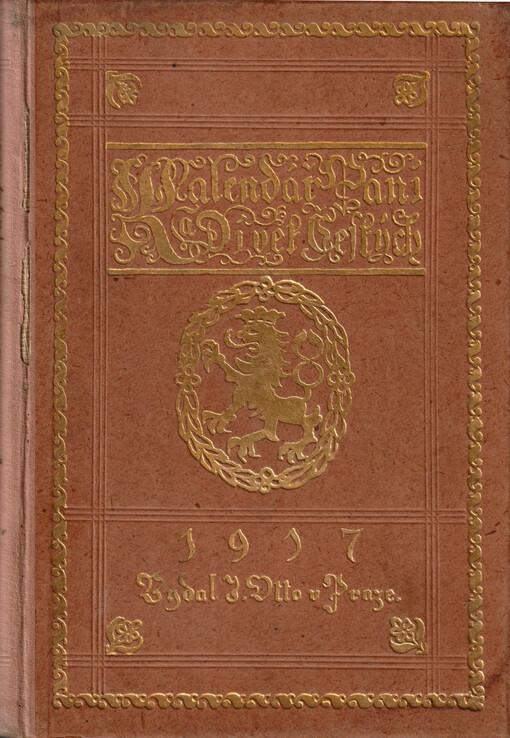 Kalendář Paní
a Dívek Českých
1917
Vydal J. Otto v Praze.